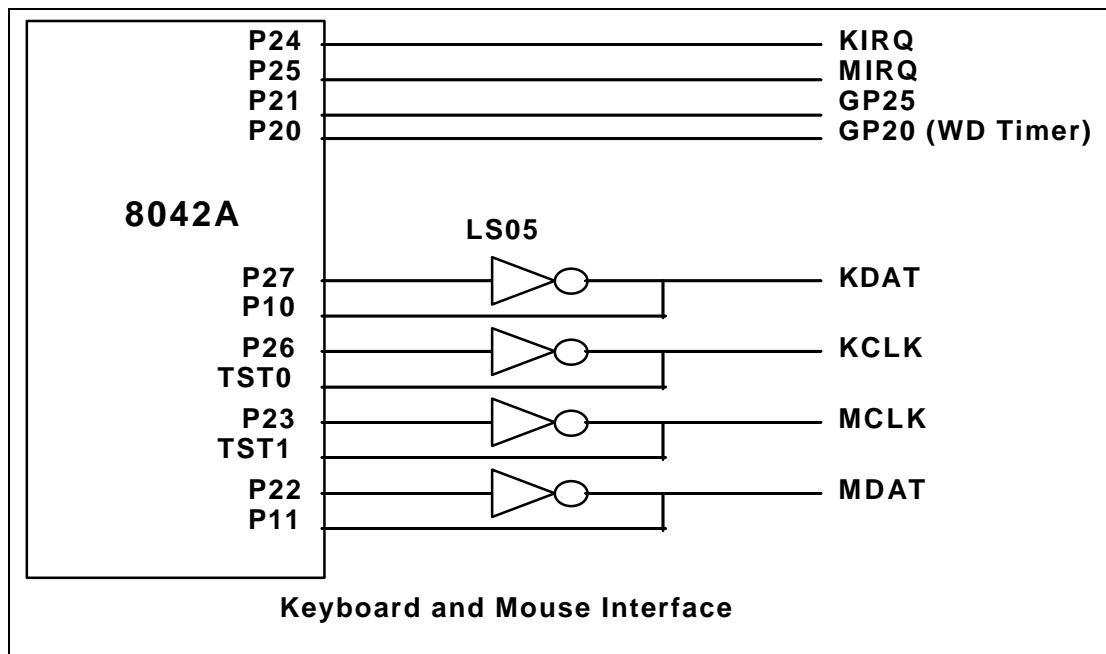 P24 KIRQ
P25 MIRQ
P21 GP25
P20 GP20 (WD Timer)
8042A
LS05
P27 KDAT
P10
P26 KCLK
TST0
P23 MCLK
TST1
P22 MDAT
P11
Keyboard and Mouse Interface